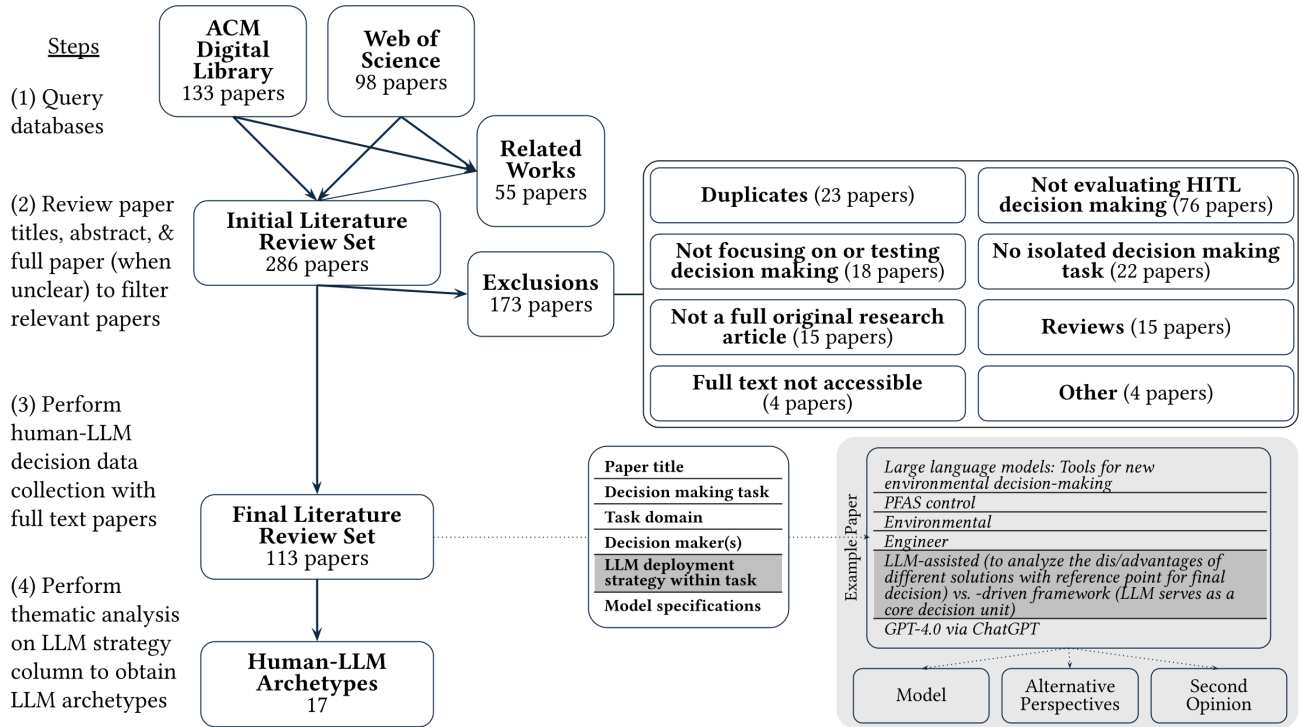 Steps
(1) Query
databases
(2) Review paper
titles, abstract, &
full paper (when
unclear) to filter
relevant papers
(3) Perform
human-LLM
decision data
collection with
full text papers
(4) Perform
thematic analysis
on LLM strategy
column to obtain
LLM archetypes
ACM
Digital
Library
133 papers
Web of
Science
98 papers
Related
Works
55 papers
Initial Literature
Review Set
286 papers
Exclusions
173 papers
Duplicates (23 papers)
Not evaluating HITL
decision making (76 papers)
Not focusing on or testing
decision making (18 papers)
No isolated decision making
task (22 papers)
Not a full original research
article (15 papers)
Reviews (15 papers)
Full text not accessible
(4 papers)
Other (4 papers)
Final Literature
Review Set
113 papers
Human-LLM
Archetypes
17
Paper title
Decision making task
Task domain
Decision maker(s)
LLM deployment
strategy within task
Model specifications
Example Paper
Large language models: Tools for new
environmental decision-making
PFAS control
Environmental
Engineer
LLM-assisted (to analyze the dis/advantages of
different solutions with reference point for final
decision) vs. -driven framework (LLM serves as a
core decision unit)
GPT-4.0 via ChatGPT
Model
Alternative
Perspectives
Second
Opinion